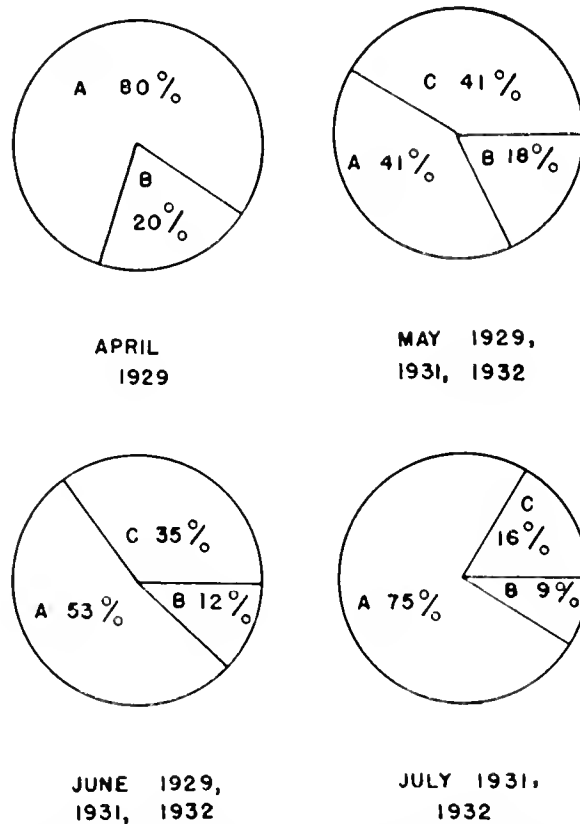 A 80%
B
20%
APRIL
1929
C 41%
A 41%
B 18%
MAY 1929,
1931, 1932
C 35%
A 53%
B 12%
JUNE 1929,
1931, 1932
C
16%
A 75%
B 9%
JULY 1931,
1932